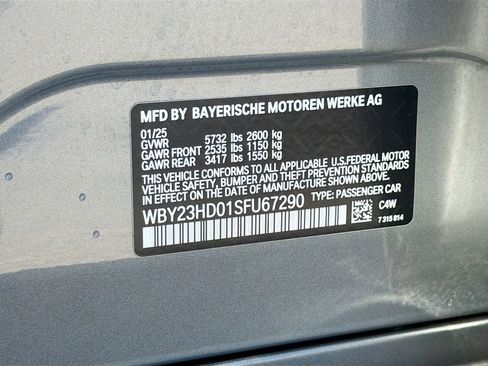 MFD BY BAYERISCHE MOTOREN WERKE AG
01/25
GVWR 5732 lbs 2600 kg
GAWR FRONT 2535 lbs 1150 kg
GAWR REAR 3417 lbs 1550 kg
THIS VEHICLE CONFORMS TO ALL APPLICABLE U.S.FEDERAL MOTOR
VEHICLE SAFETY, BUMPER, AND THEFT PREVENTION STANDARDS
IN EFFECT ON THE DATE OF MANUFACTURE SHOWN ABOVE.
WBY23HD01SFU67290 TYPE: PASSENGER CAR
C4W
7 315 814